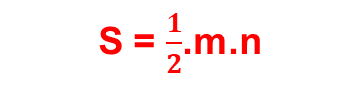 S = 1/2.m.n